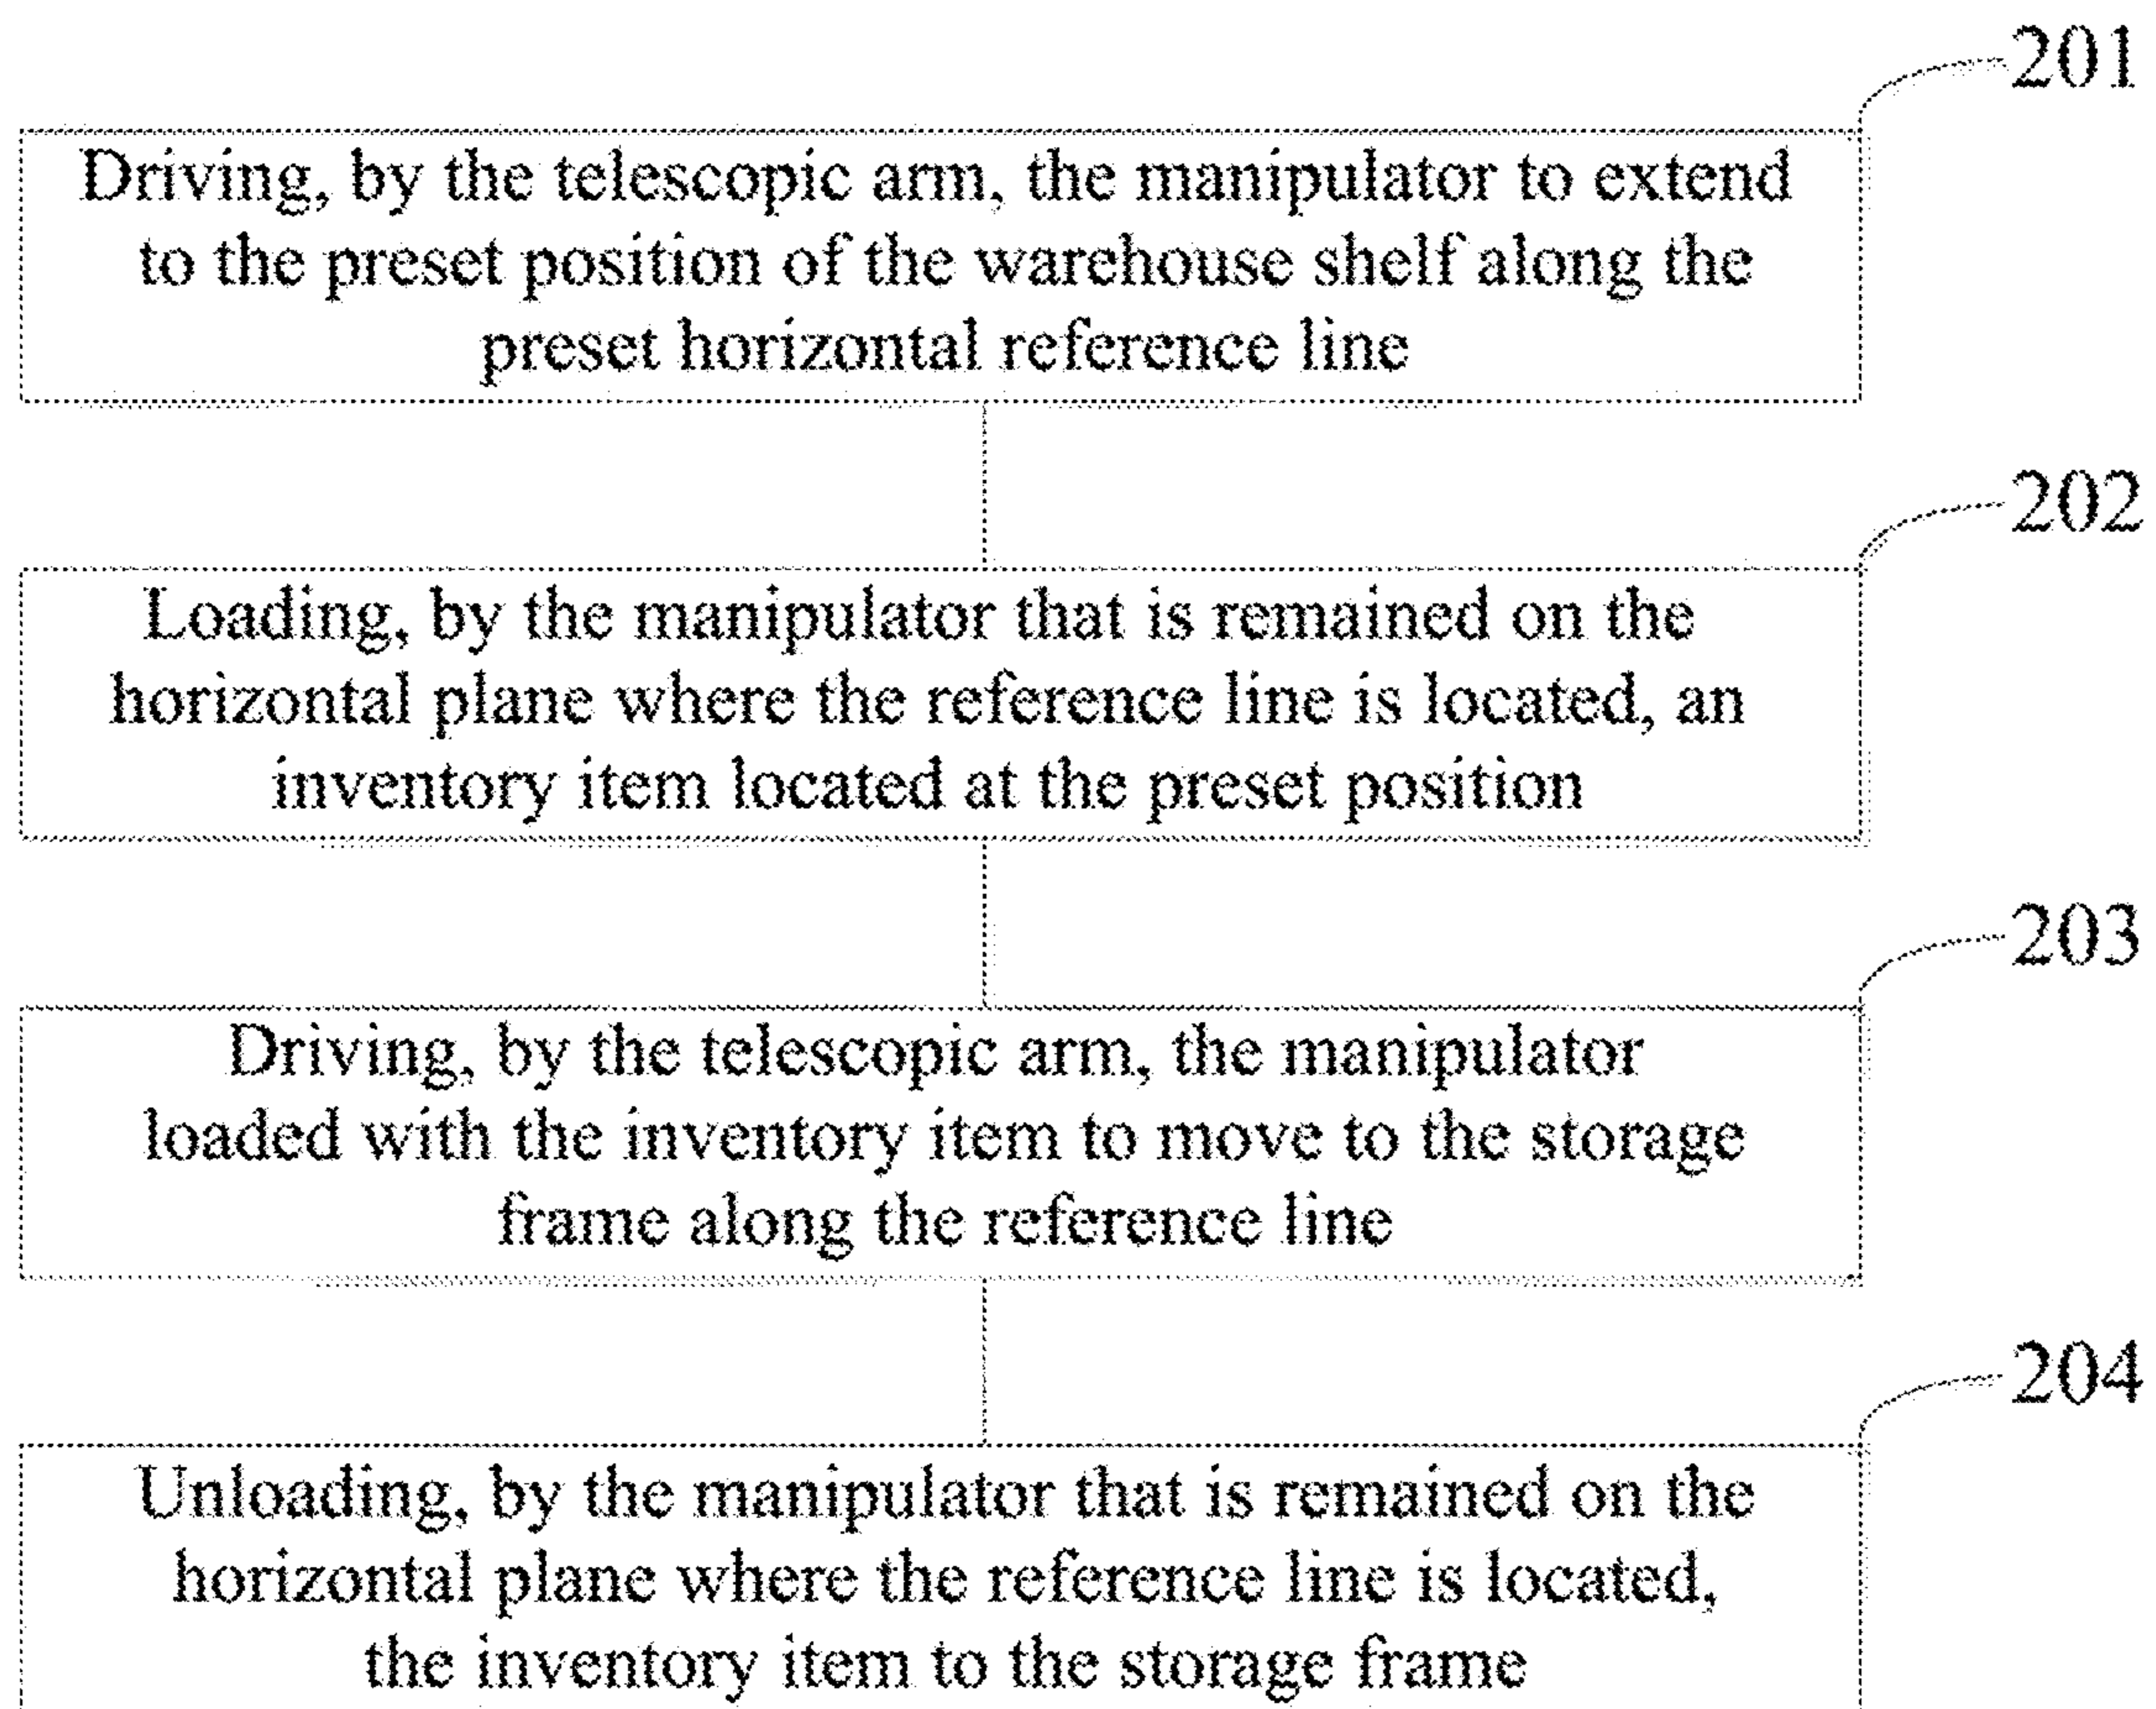 201
Driving, by the telescopic arm, the manipulator to extend
to the preset position of the warehouse shelf along the
preset horizontal reference line
202
Loading, by the manipulator that is remained on the
horizontal plane where the reference line is located, an
inventory item located at the preset position
203
Driving, by the telescopic arm, the manipulator
loaded with the inventory item to move to the storage
frame along the reference line
204
Unloading, by the manipulator that is remained on the
horizontal plane where the reference line is located,
the inventory item to the storage frame